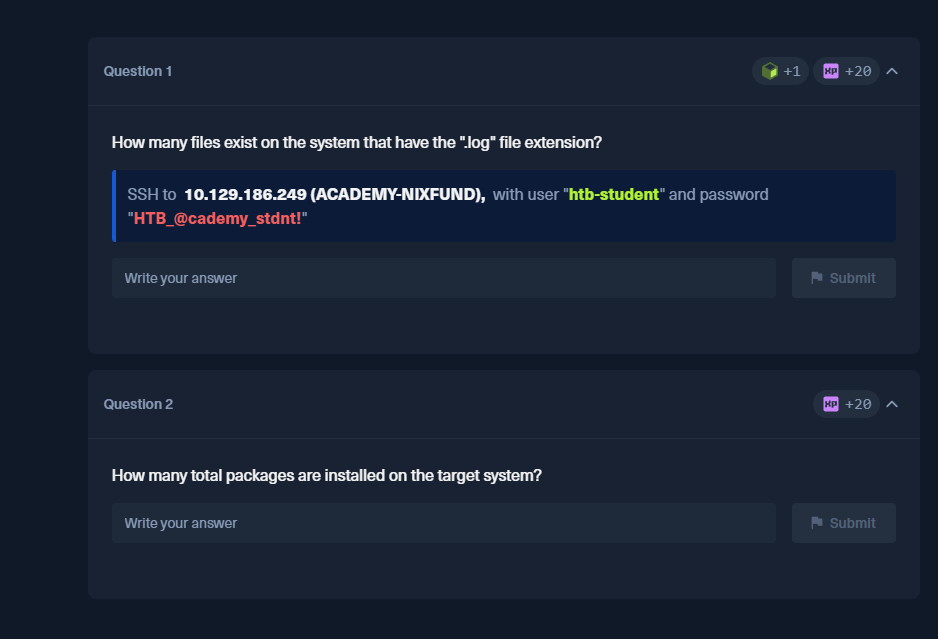 Question 1
+1
XP +20
How many files exist on the system that have the ".log" file extension?
SSH to 10.129.186.249 (ACADEMY-NIXFUND), with user "htb-student" and password
"HTB_@cademy_stdnt!"
Write your answer
Submit
Question 2
XP +20
How many total packages are installed on the target system?
Write your answer
Submit